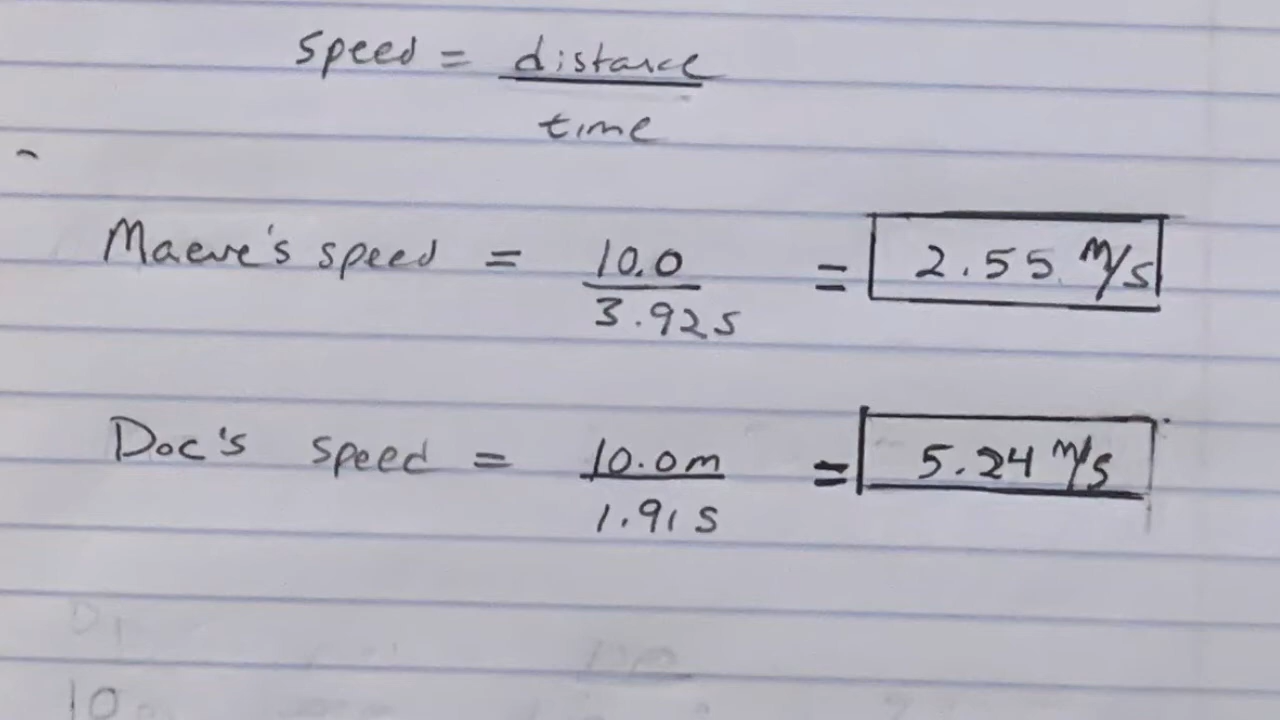 speed = distance
time
Maeve's speed = 10.0 = 2.55 m/s
3.92s
Doc's speed = 10.0m = 5.24 m/s
1.91s
10